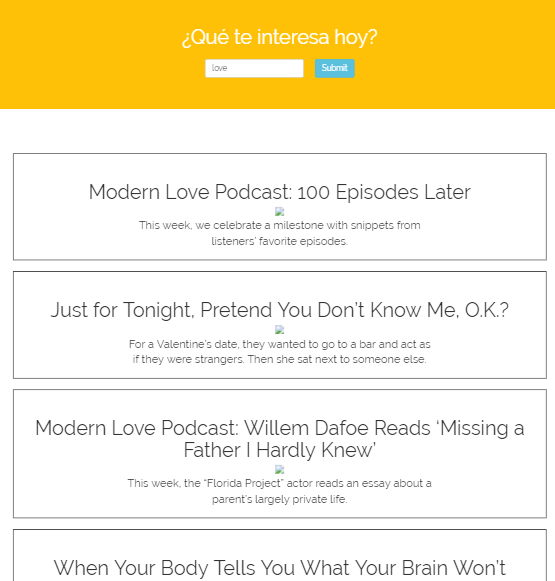 ¿Qué te interesa hoy?
love
Submit
Modern Love Podcast: 100 Episodes Later
This week, we celebrate a milestone with snippets from
listeners’ favorite episodes.
Just for Tonight, Pretend You Don’t Know Me, O.K.?
For a Valentine’s date, they wanted to go to a bar and act as
if they were strangers. Then she sat next to someone else.
Modern Love Podcast: Willem Dafoe Reads ‘Missing a
Father I Hardly Knew’
This week, the “Florida Project” actor reads an essay about a
parent’s largely private life.
When Your Body Tells You What Your Brain Won’t